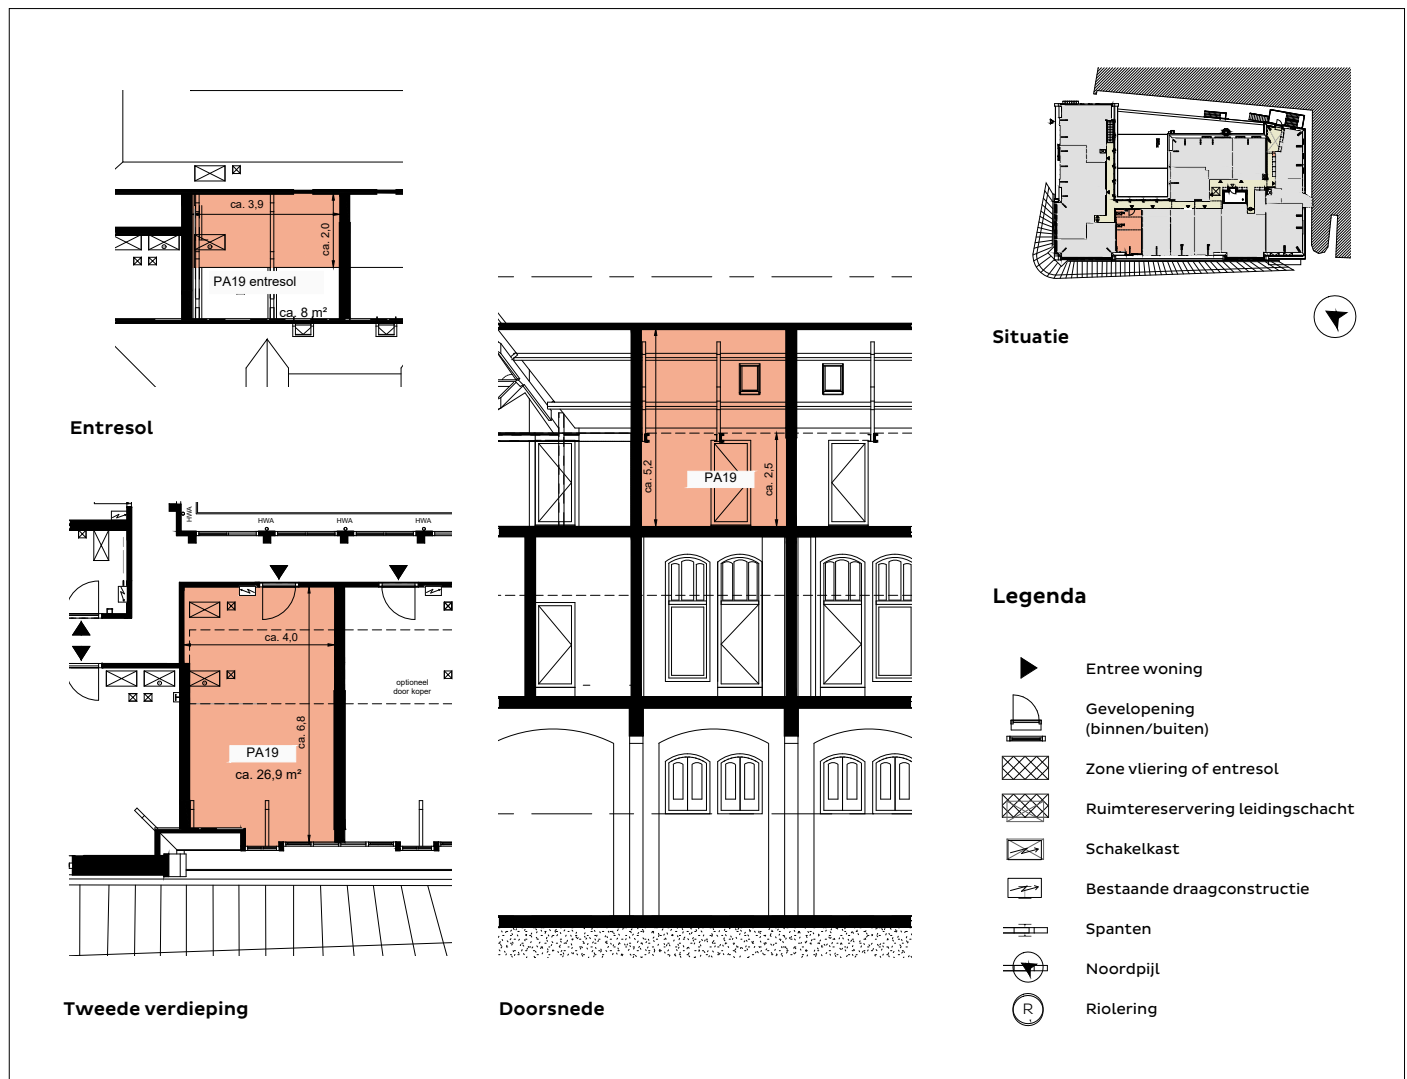 ca. 3,9
ca. 2,0
PA19 entresol
ca. 8 m²
Entresol
HWA
HWA
HWA
HWA
ca. 4,0
optioneel
door koper
ca. 6,8
PA19
ca. 26,9 m²
Tweede verdieping
ca. 5,2
PA19
ca. 2,5
Doorsnede
Situatie
Legenda
Entree woning
Gevelopening
(binnen/buiten)
Zone vliering of entresol
Ruimtereservering leidingschacht
Schakelkast
Bestaande draagconstructie
Spanten
Noordpijl
R
Riolering